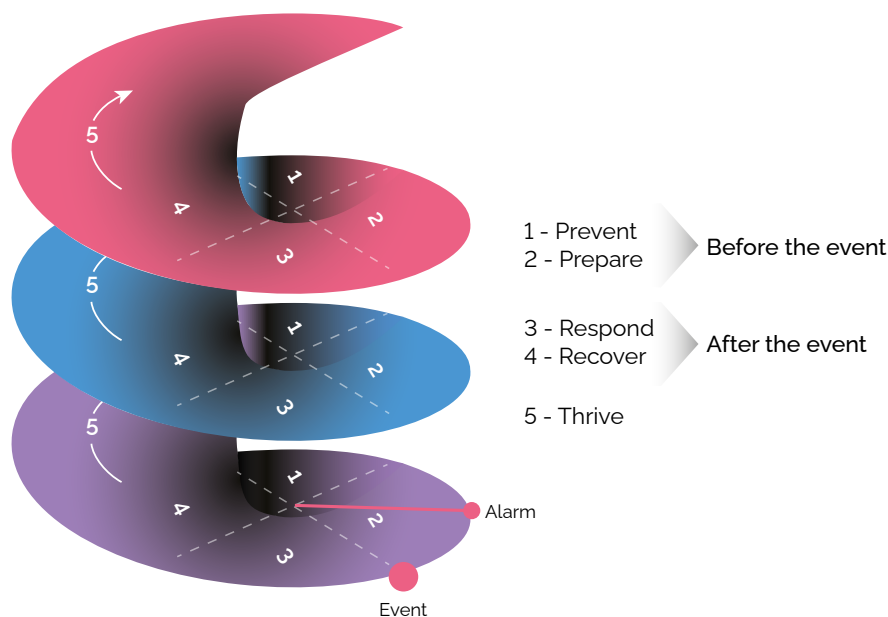 5
1
4
2
3
5
1
4
2
3
5
1
4
2
3
1 - Prevent
2 - Prepare
Before the event
3 - Respond
4 - Recover
After the event
5 - Thrive
Alarm
Event